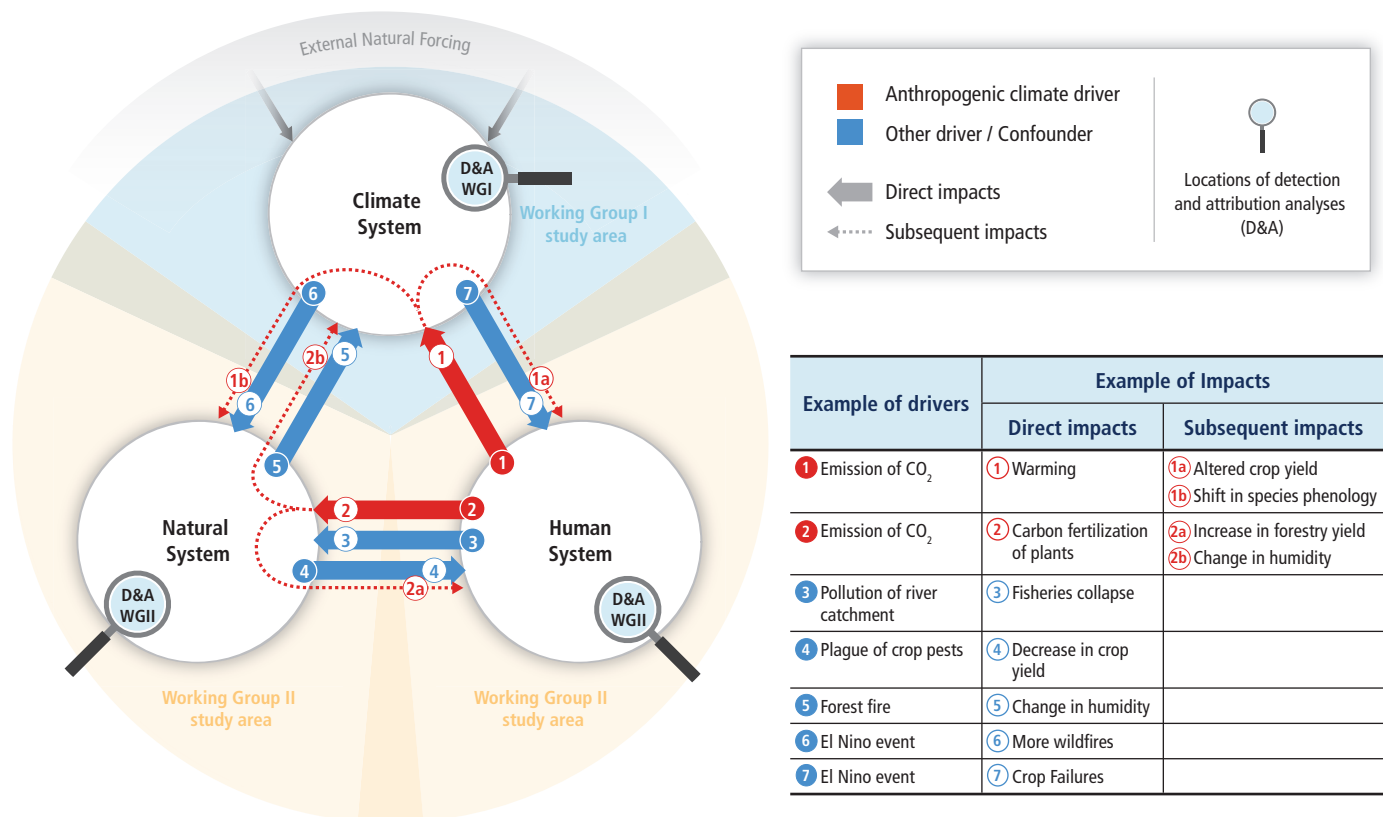 External Natural Forcing
D&A
WGI
Climate
System
Working Group I
study area
6
7
2b
5
1
1b
6
1a
7
5
1
2
2
3
3
4
4
2a
Natural
System
Human
System
D&A
WGII
D&A
WGII
Working Group II
study area
Working Group II
study area
Anthropogenic climate driver
Other driver / Confounder
Direct impacts
Subsequent impacts
Locations of detection
and attribution analyses
(D&A)
Example of drivers
Example of Impacts
Direct impacts
Subsequent impacts
1 Emission of CO2
1 Warming
1a Altered crop yield
1b Shift in species phenology
2 Emission of CO2
2 Carbon fertilization
of plants
2a Increase in forestry yield
2b Change in humidity
3 Pollution of river
catchment
3 Fisheries collapse
4 Plague of crop pests
4 Decrease in crop
yield
5 Forest fire
5 Change in humidity
6 El Nino event
6 More wildfires
7 El Nino event
7 Crop Failures